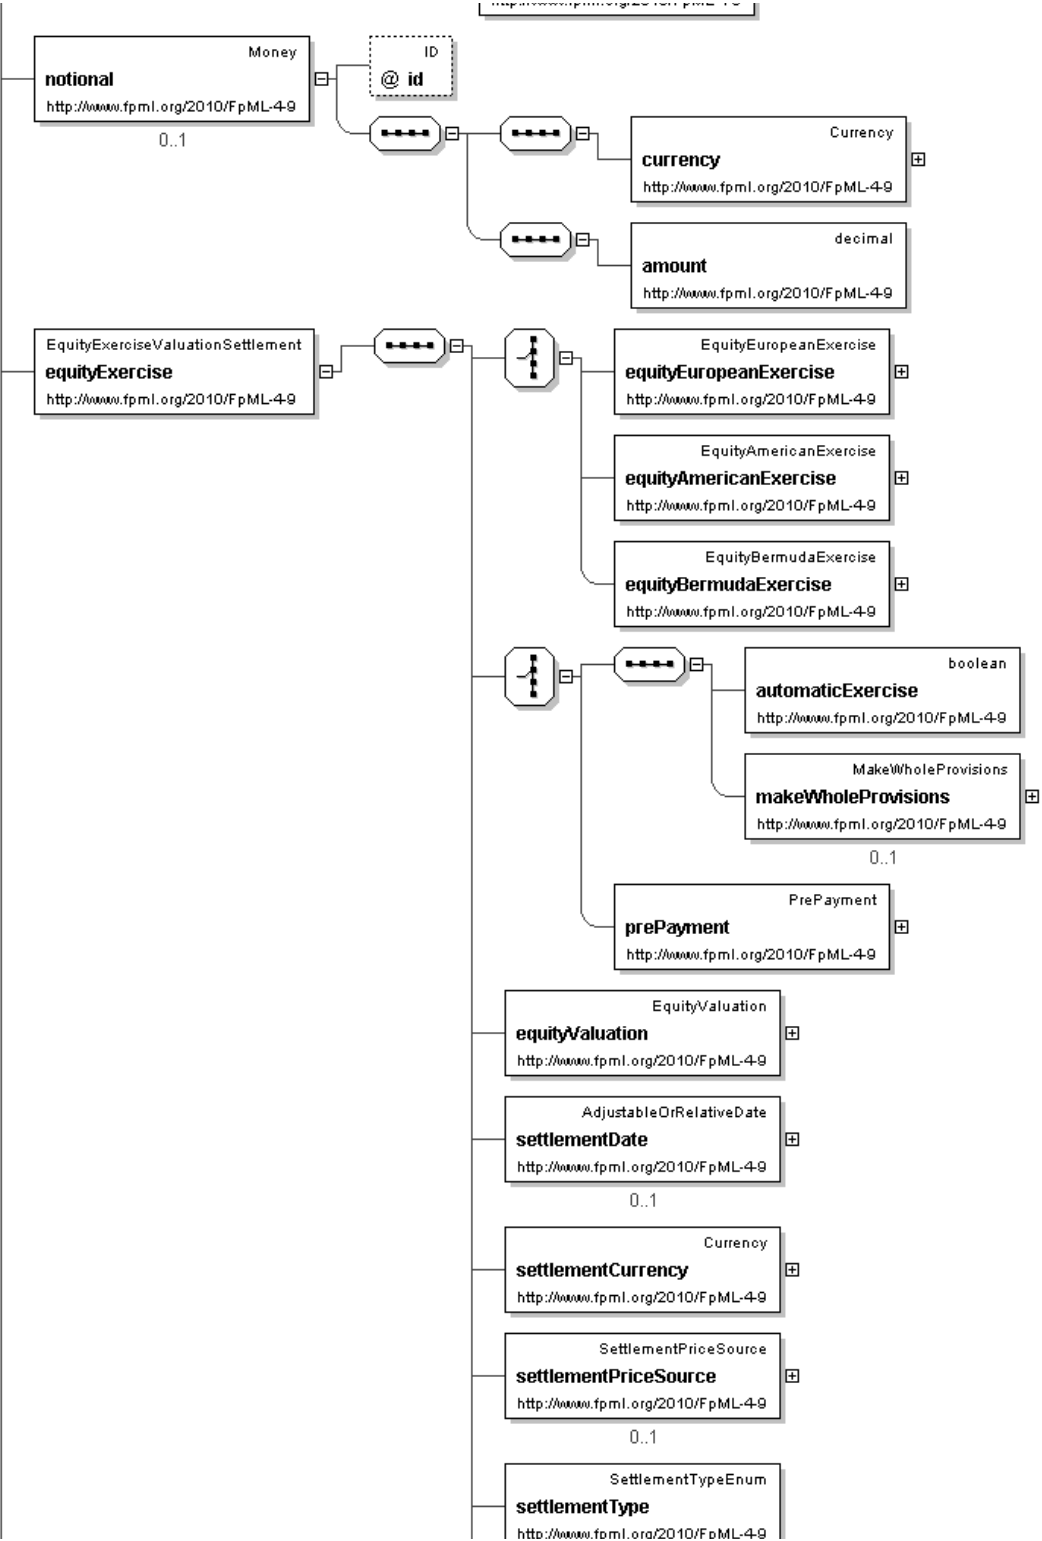 http://www.fpml.org/2010/FpML-4-9
Money
notional
http://www.fpml.org/2010/FpML-4-9
0..1
ID
@ id
Currency
currency
http://www.fpml.org/2010/FpML-4-9
decimal
amount
http://www.fpml.org/2010/FpML-4-9
EquityExerciseValuationSettlement
equityExercise
http://www.fpml.org/2010/FpML-4-9
EquityEuropeanExercise
equityEuropeanExercise
http://www.fpml.org/2010/FpML-4-9
EquityAmericanExercise
equityAmericanExercise
http://www.fpml.org/2010/FpML-4-9
EquityBermudaExercise
equityBermudaExercise
http://www.fpml.org/2010/FpML-4-9
boolean
automaticExercise
http://www.fpml.org/2010/FpML-4-9
MakeWholeProvisions
makeWholeProvisions
http://www.fpml.org/2010/FpML-4-9
0..1
PrePayment
prePayment
http://www.fpml.org/2010/FpML-4-9
EquityValuation
equityValuation
http://www.fpml.org/2010/FpML-4-9
AdjustableOrRelativeDate
settlementDate
http://www.fpml.org/2010/FpML-4-9
0..1
Currency
settlementCurrency
http://www.fpml.org/2010/FpML-4-9
SettlementPriceSource
settlementPriceSource
http://www.fpml.org/2010/FpML-4-9
0..1
SettlementTypeEnum
settlementType
http://www.fpml.org/2010/FpML-4-9